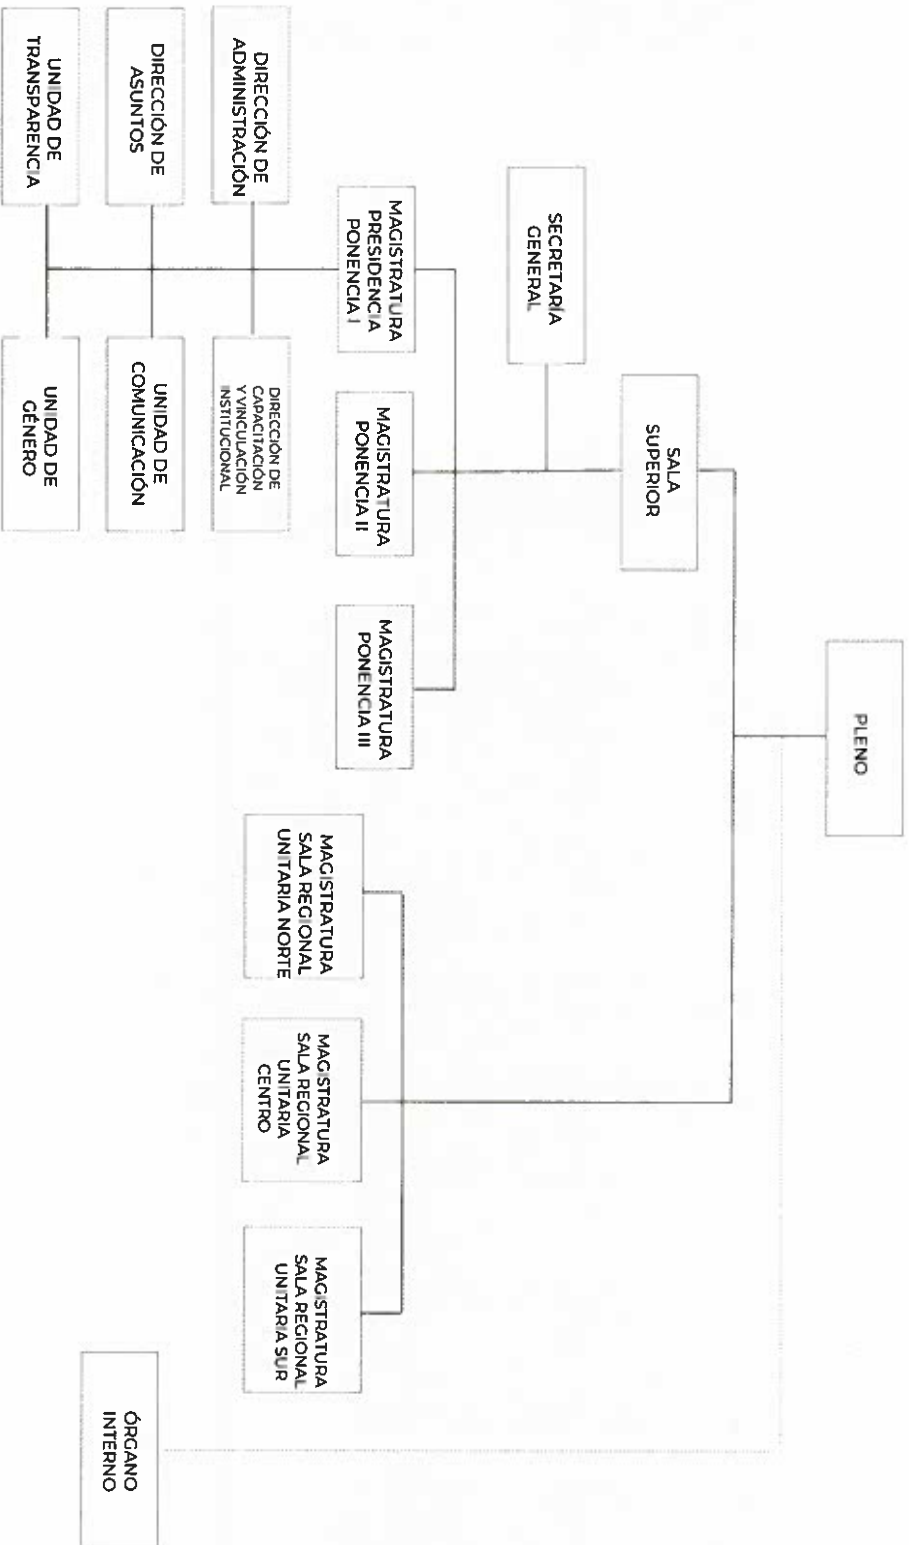 PLENO
SALA
SUPERIOR
SECRETARÍA
GENERAL
MAGISTRATURA
PRESIDENCIA
PONENCIA I
MAGISTRATURA
PONENCIA II
MAGISTRATURA
PONENCIA III
MAGISTRATURA
SALA REGIONAL
UNITARIA NORTE
MAGISTRATURA
SALA REGIONAL
UNITARIA
CENTRO
MAGISTRATURA
SALA REGIONAL
UNITARIA SUR
DIRECCIÓN DE
ADMINISTRACIÓN
DIRECCIÓN DE
CAPACITACIÓN
Y VINCULACIÓN
INSTITUCIONAL
DIRECCIÓN DE
ASUNTOS
UNIDAD DE
COMUNICACIÓN
UNIDAD DE
TRANSPARENCIA
UNIDAD DE
GÉNERO
ÓRGANO
INTERNO